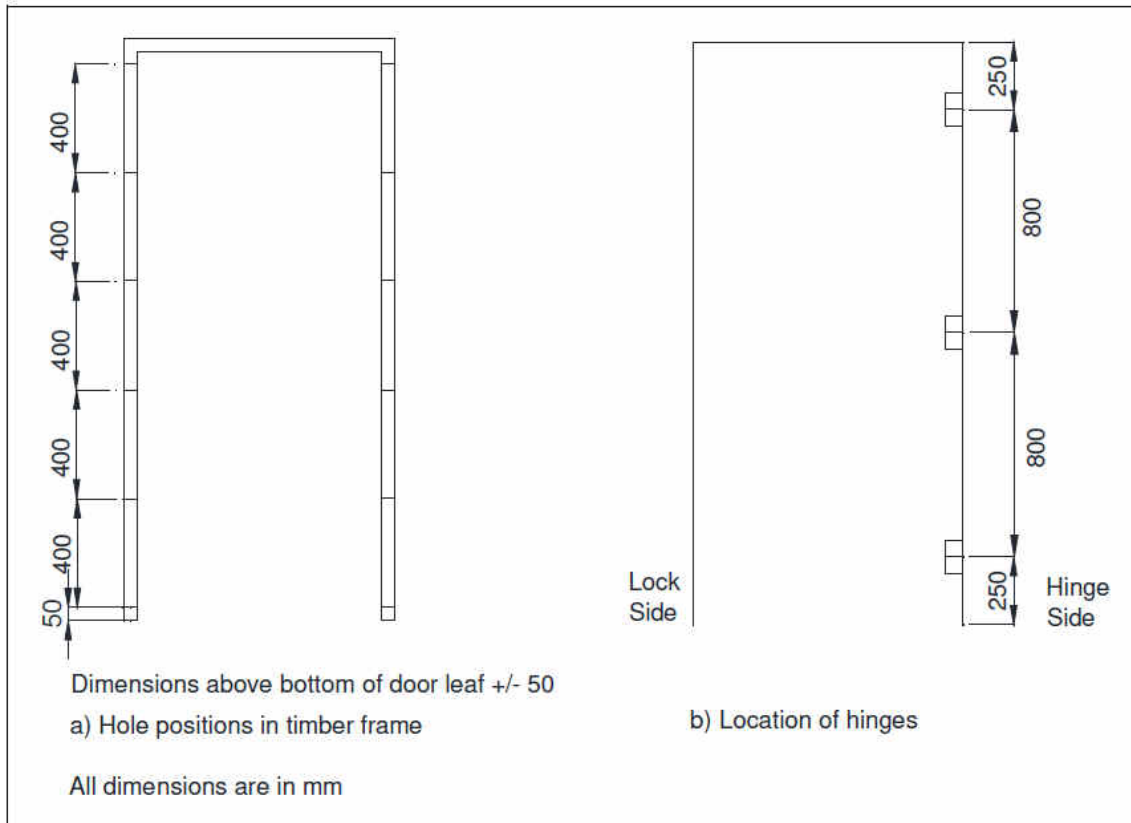 400
400
400
400
400
50
250
800
800
250
Lock
Side
Hinge
Side
Dimensions above bottom of door leaf +/- 50
a) Hole positions in timber frame
b) Location of hinges
All dimensions are in mm